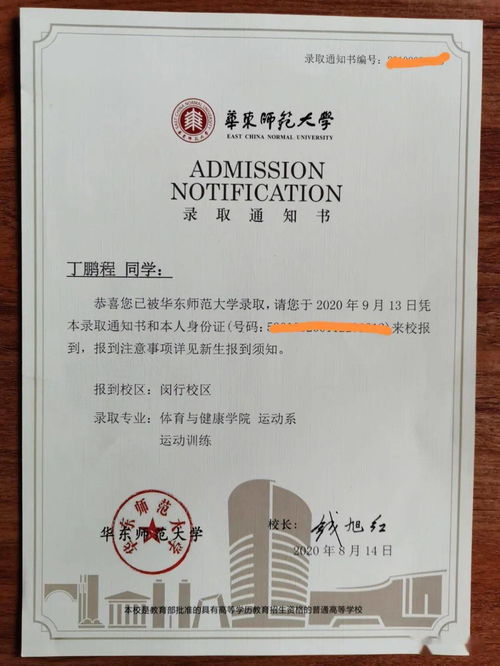 录取通知书编号:
華東師範大學
EAST CHINA NORMAL UNIVERSITY
ADMISSION
NOTIFICATION
录取通知书
丁鹏程 同学:
恭喜您已被华东师范大学录取,请您于 2020 年 9 月 13 日凭
本录取通知书和本人身份证(号码:)来校报
到,报到注意事项详见新生报到须知。
报到校区: 闵行校区
录取专业: 体育与健康学院 运动系
运动训练
华东师范大学
华东师范大学
校长: 钱旭红
2020 年 8 月 14 日
本校是教育部批准的具有高等学历教育招生资格的普通高等学校